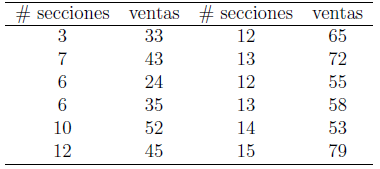 # secciones ventas # secciones ventas
3 33 12 65
7 43 13 72
6 24 12 55
6 35 13 58
10 52 14 53
12 45 15 79